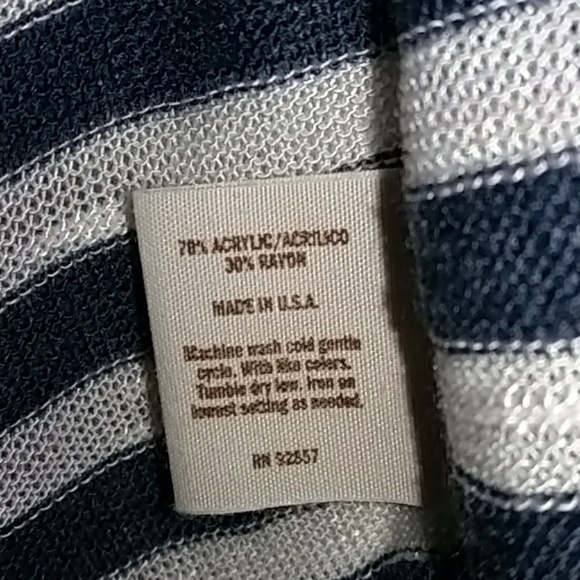 70% ACRYLIC/ACRILICO
30% RAYON
MADE IN U.S.A.
Machine wash cold gentle
cycle. With like colors.
Tumble dry low. Iron on
lowest setting as needed.
RN